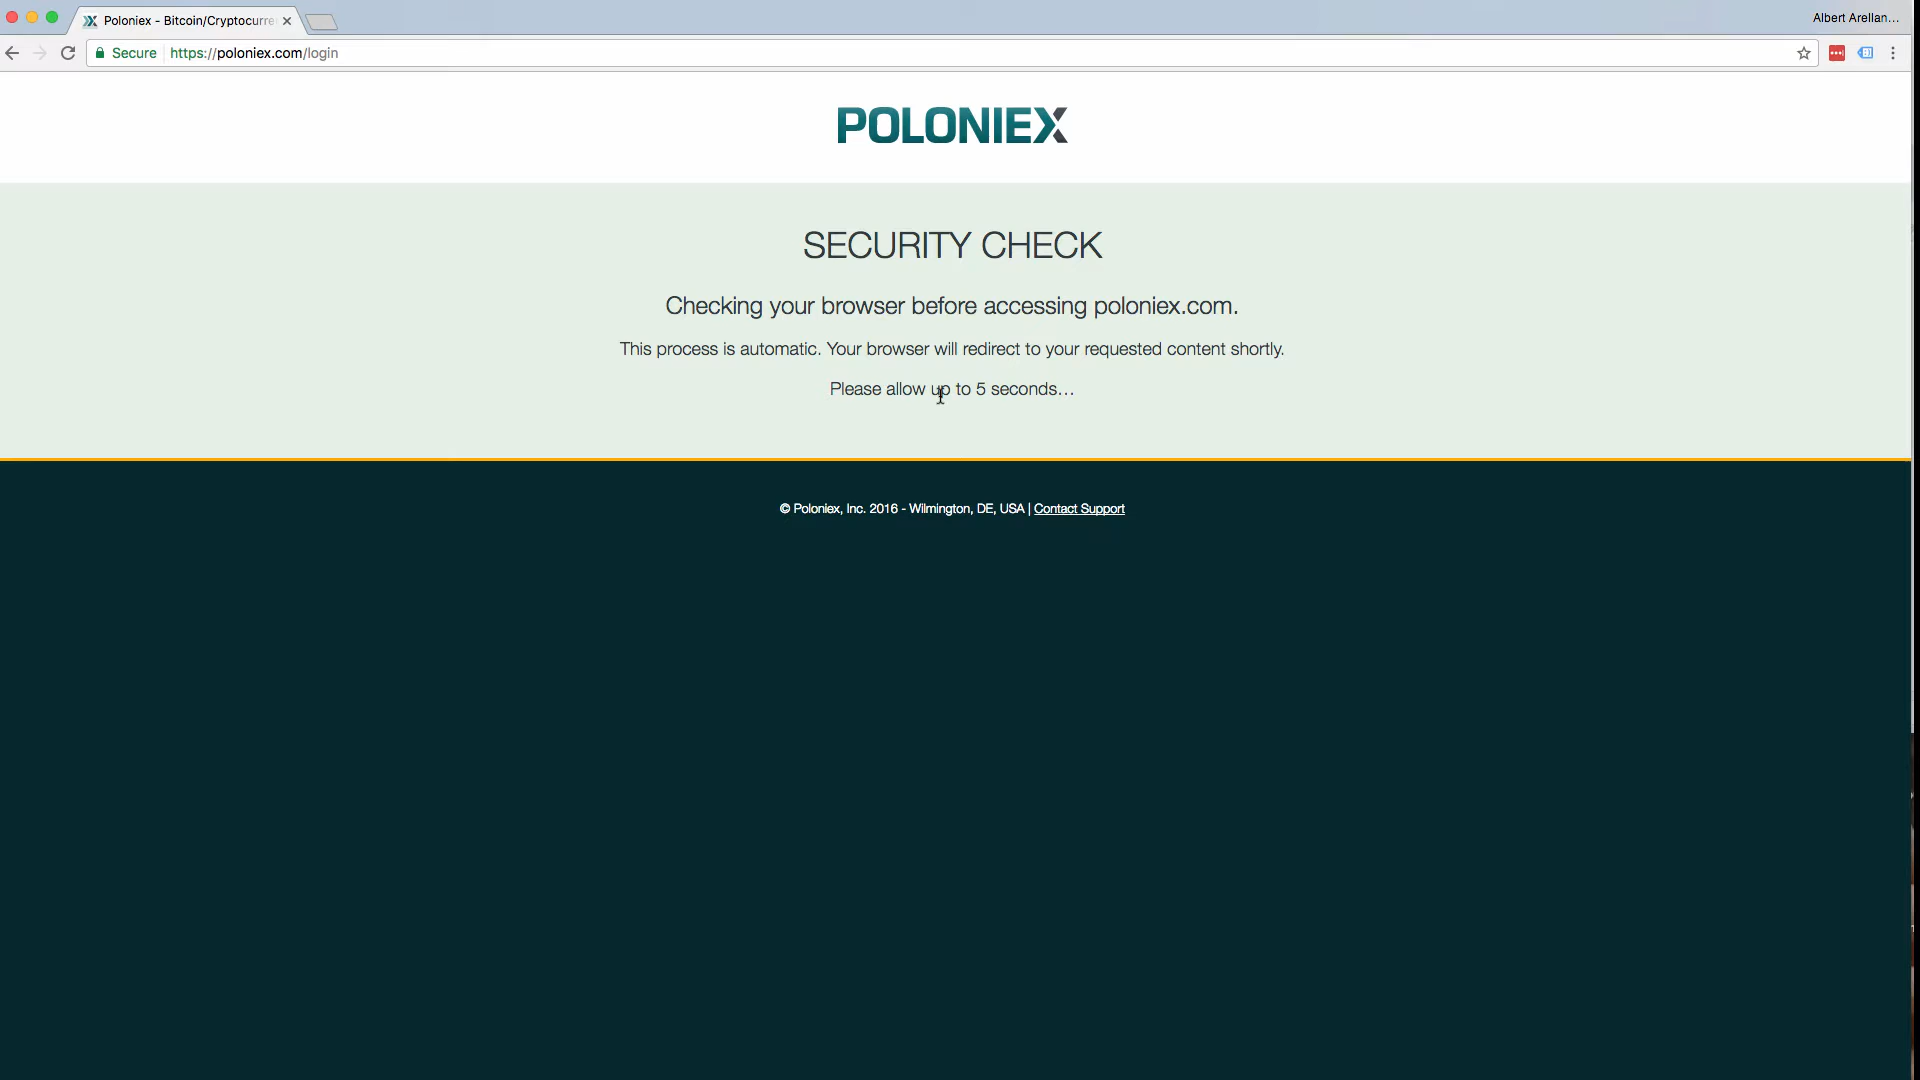 Poloniex - Bitcoin/Cryptocurre
Albert Arellan...
Secure
https://poloniex.com/login
POLONIEX
SECURITY CHECK
Checking your browser before accessing poloniex.com.
This process is automatic. Your browser will redirect to your requested content shortly.
Please allow up to 5 seconds...
© Poloniex, Inc. 2016 - Wilmington, DE, USA | Contact Support